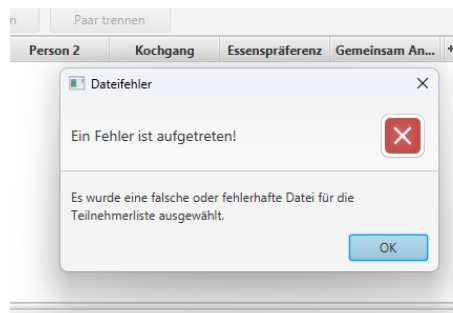 n
Paar trennen
Person 2 Kochgang Essenspräferenz Gemeinsam An...
Dateifehler
Ein Fehler ist aufgetreten!
Es wurde eine falsche oder fehlerhafte Datei für die
Teilnehmerliste ausgewählt.
OK